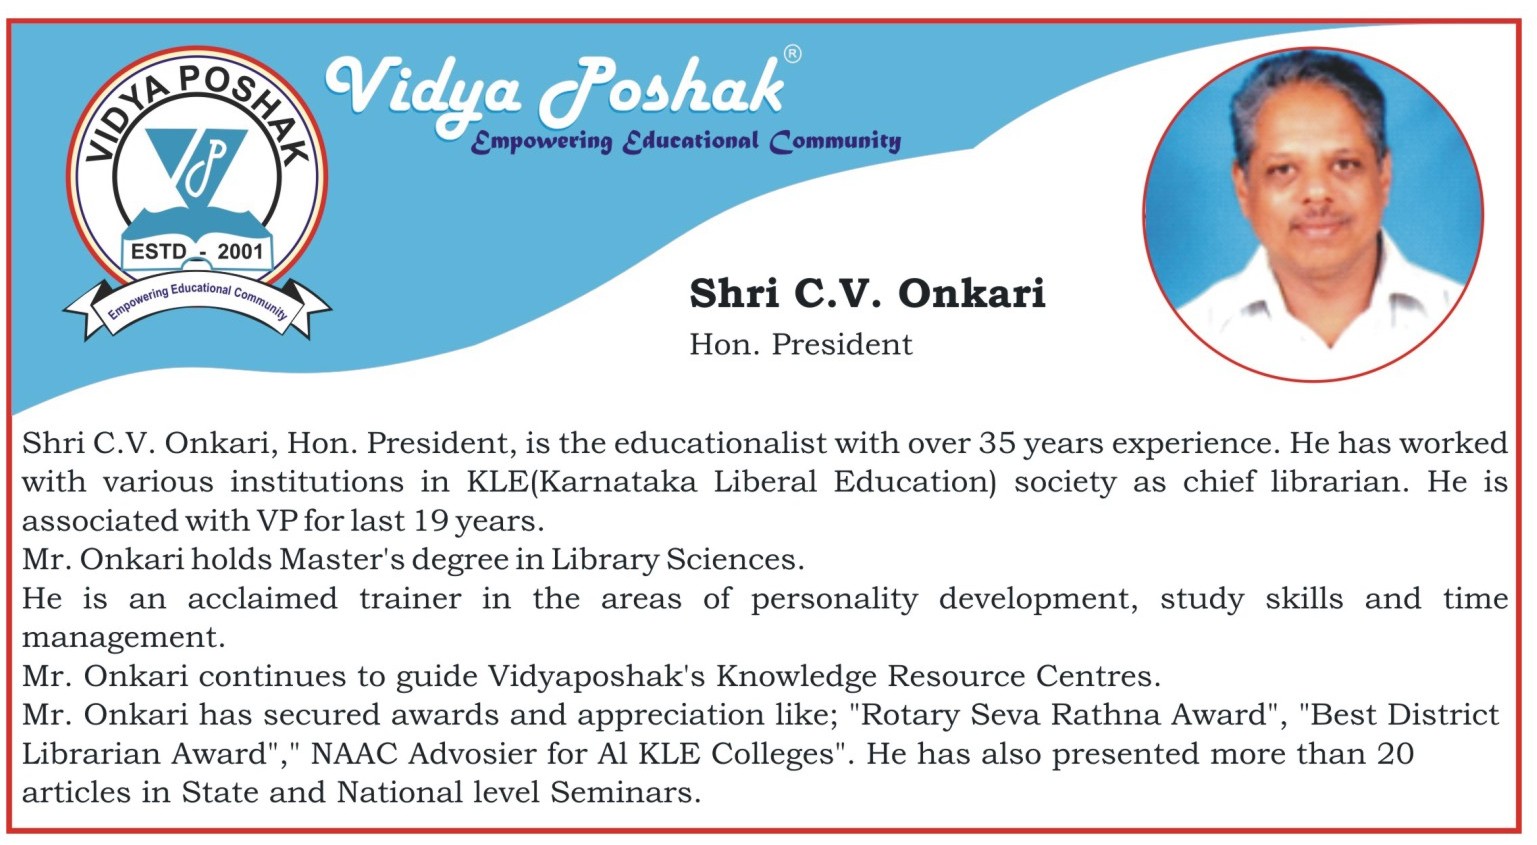 VIDYA POSHAK
VP
ESTD - 2001
Empowering Educational Community
Vidya Poshak®
Empowering Educational Community
Shri C.V. Onkari
Hon. President
Shri C.V. Onkari, Hon. President, is the educationalist with over 35 years experience. He has worked
with various institutions in KLE(Karnataka Liberal Education) society as chief librarian. He is
associated with VP for last 19 years.
Mr. Onkari holds Master's degree in Library Sciences.
He is an acclaimed trainer in the areas of personality development, study skills and time
management.
Mr. Onkari continues to guide Vidyaposhak's Knowledge Resource Centres.
Mr. Onkari has secured awards and appreciation like; "Rotary Seva Rathna Award", "Best District
Librarian Award"," NAAC Advosier for Al KLE Colleges". He has also presented more than 20
articles in State and National level Seminars.